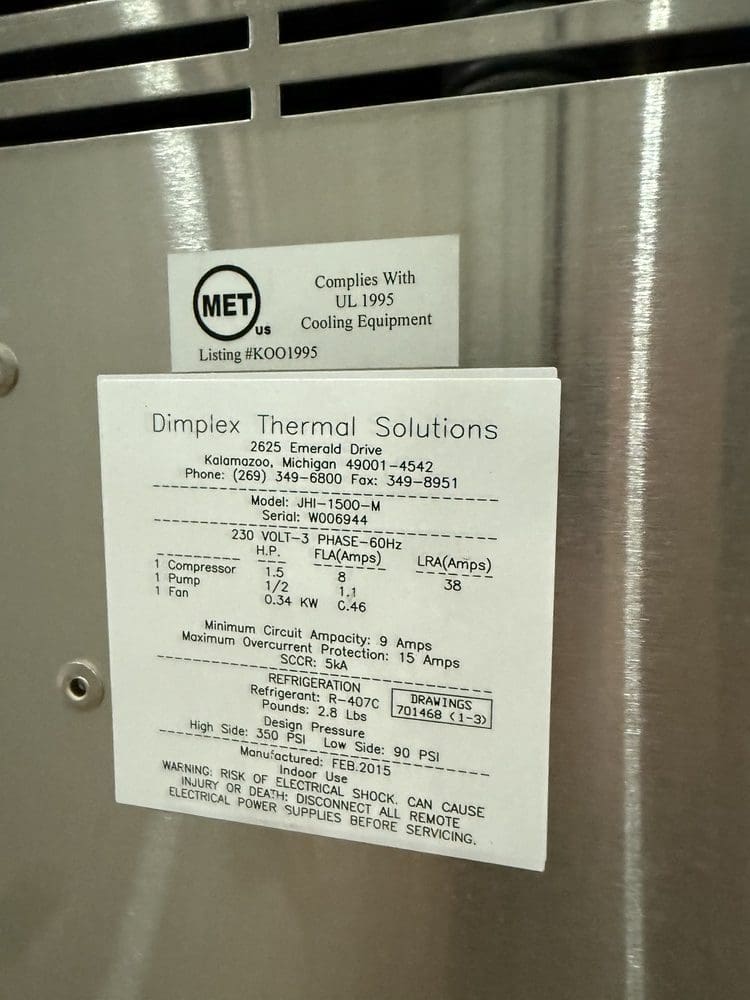 MET US
Complies With
UL 1995
Cooling Equipment
Listing #KOO1995
Dimplex Thermal Solutions
2625 Emerald Drive
Kalamazoo, Michigan 49001-4542
Phone: (269) 349-6800 Fax: 349-8951
Model: JHI-1500-M
Serial: W006944
230 VOLT-3 PHASE-60Hz
H.P. FLA(Amps) LRA(Amps)
1 Compressor 1.5 8 38
1 Pump 1/2 1.1
1 Fan 0.34 KW 0.46
Minimum Circuit Ampacity: 9 Amps
Maximum Overcurrent Protection: 15 Amps
SCCR: 5kA
REFRIGERATION
Refrigerant: R-407C
Pounds: 2.8 Lbs
DRAWINGS
701468 (1-3)
Design Pressure
High Side: 350 PSI Low Side: 90 PSI
Manufactured: FEB.2015
Indoor Use
WARNING: RISK OF ELECTRICAL SHOCK. CAN CAUSE
INJURY OR DEATH: DISCONNECT ALL REMOTE
ELECTRICAL POWER SUPPLIES BEFORE SERVICING.